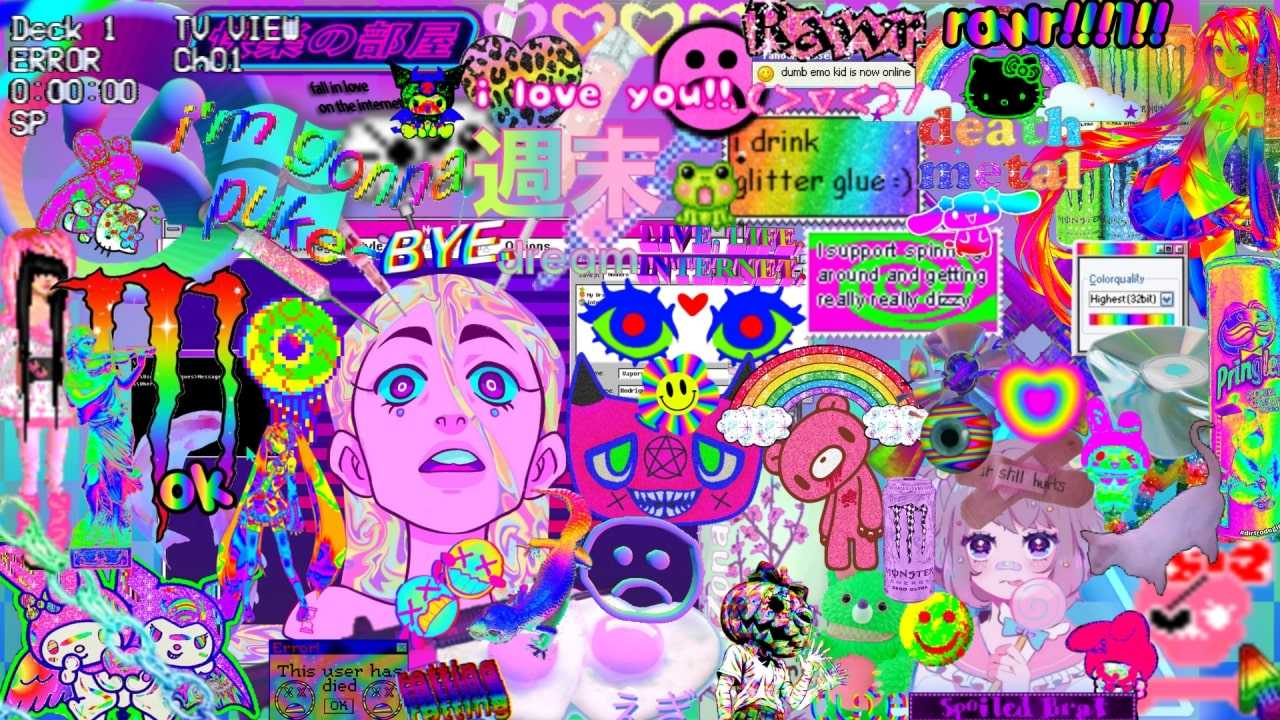 Deck 1
TV VIEW
ERROR
Ch01
0:00:00
SP
の部屋
fall in love
on the internet
i love you!!
Rawr
rawr!!!1!!
dumb emo kid is now online
i'm gonna
puke
週末
i drink
glitter glue :)
death
metal
BYE
Options
dream
LIVE, LIFE,
INTERNET,
I support spinning
around and getting
really really dizzy
Colorquality
Highest(32bit)
Pringles
ok
it still hurts
MONSTER
ENERGY
Error!
This user has
died
OK
Spoiled Brat